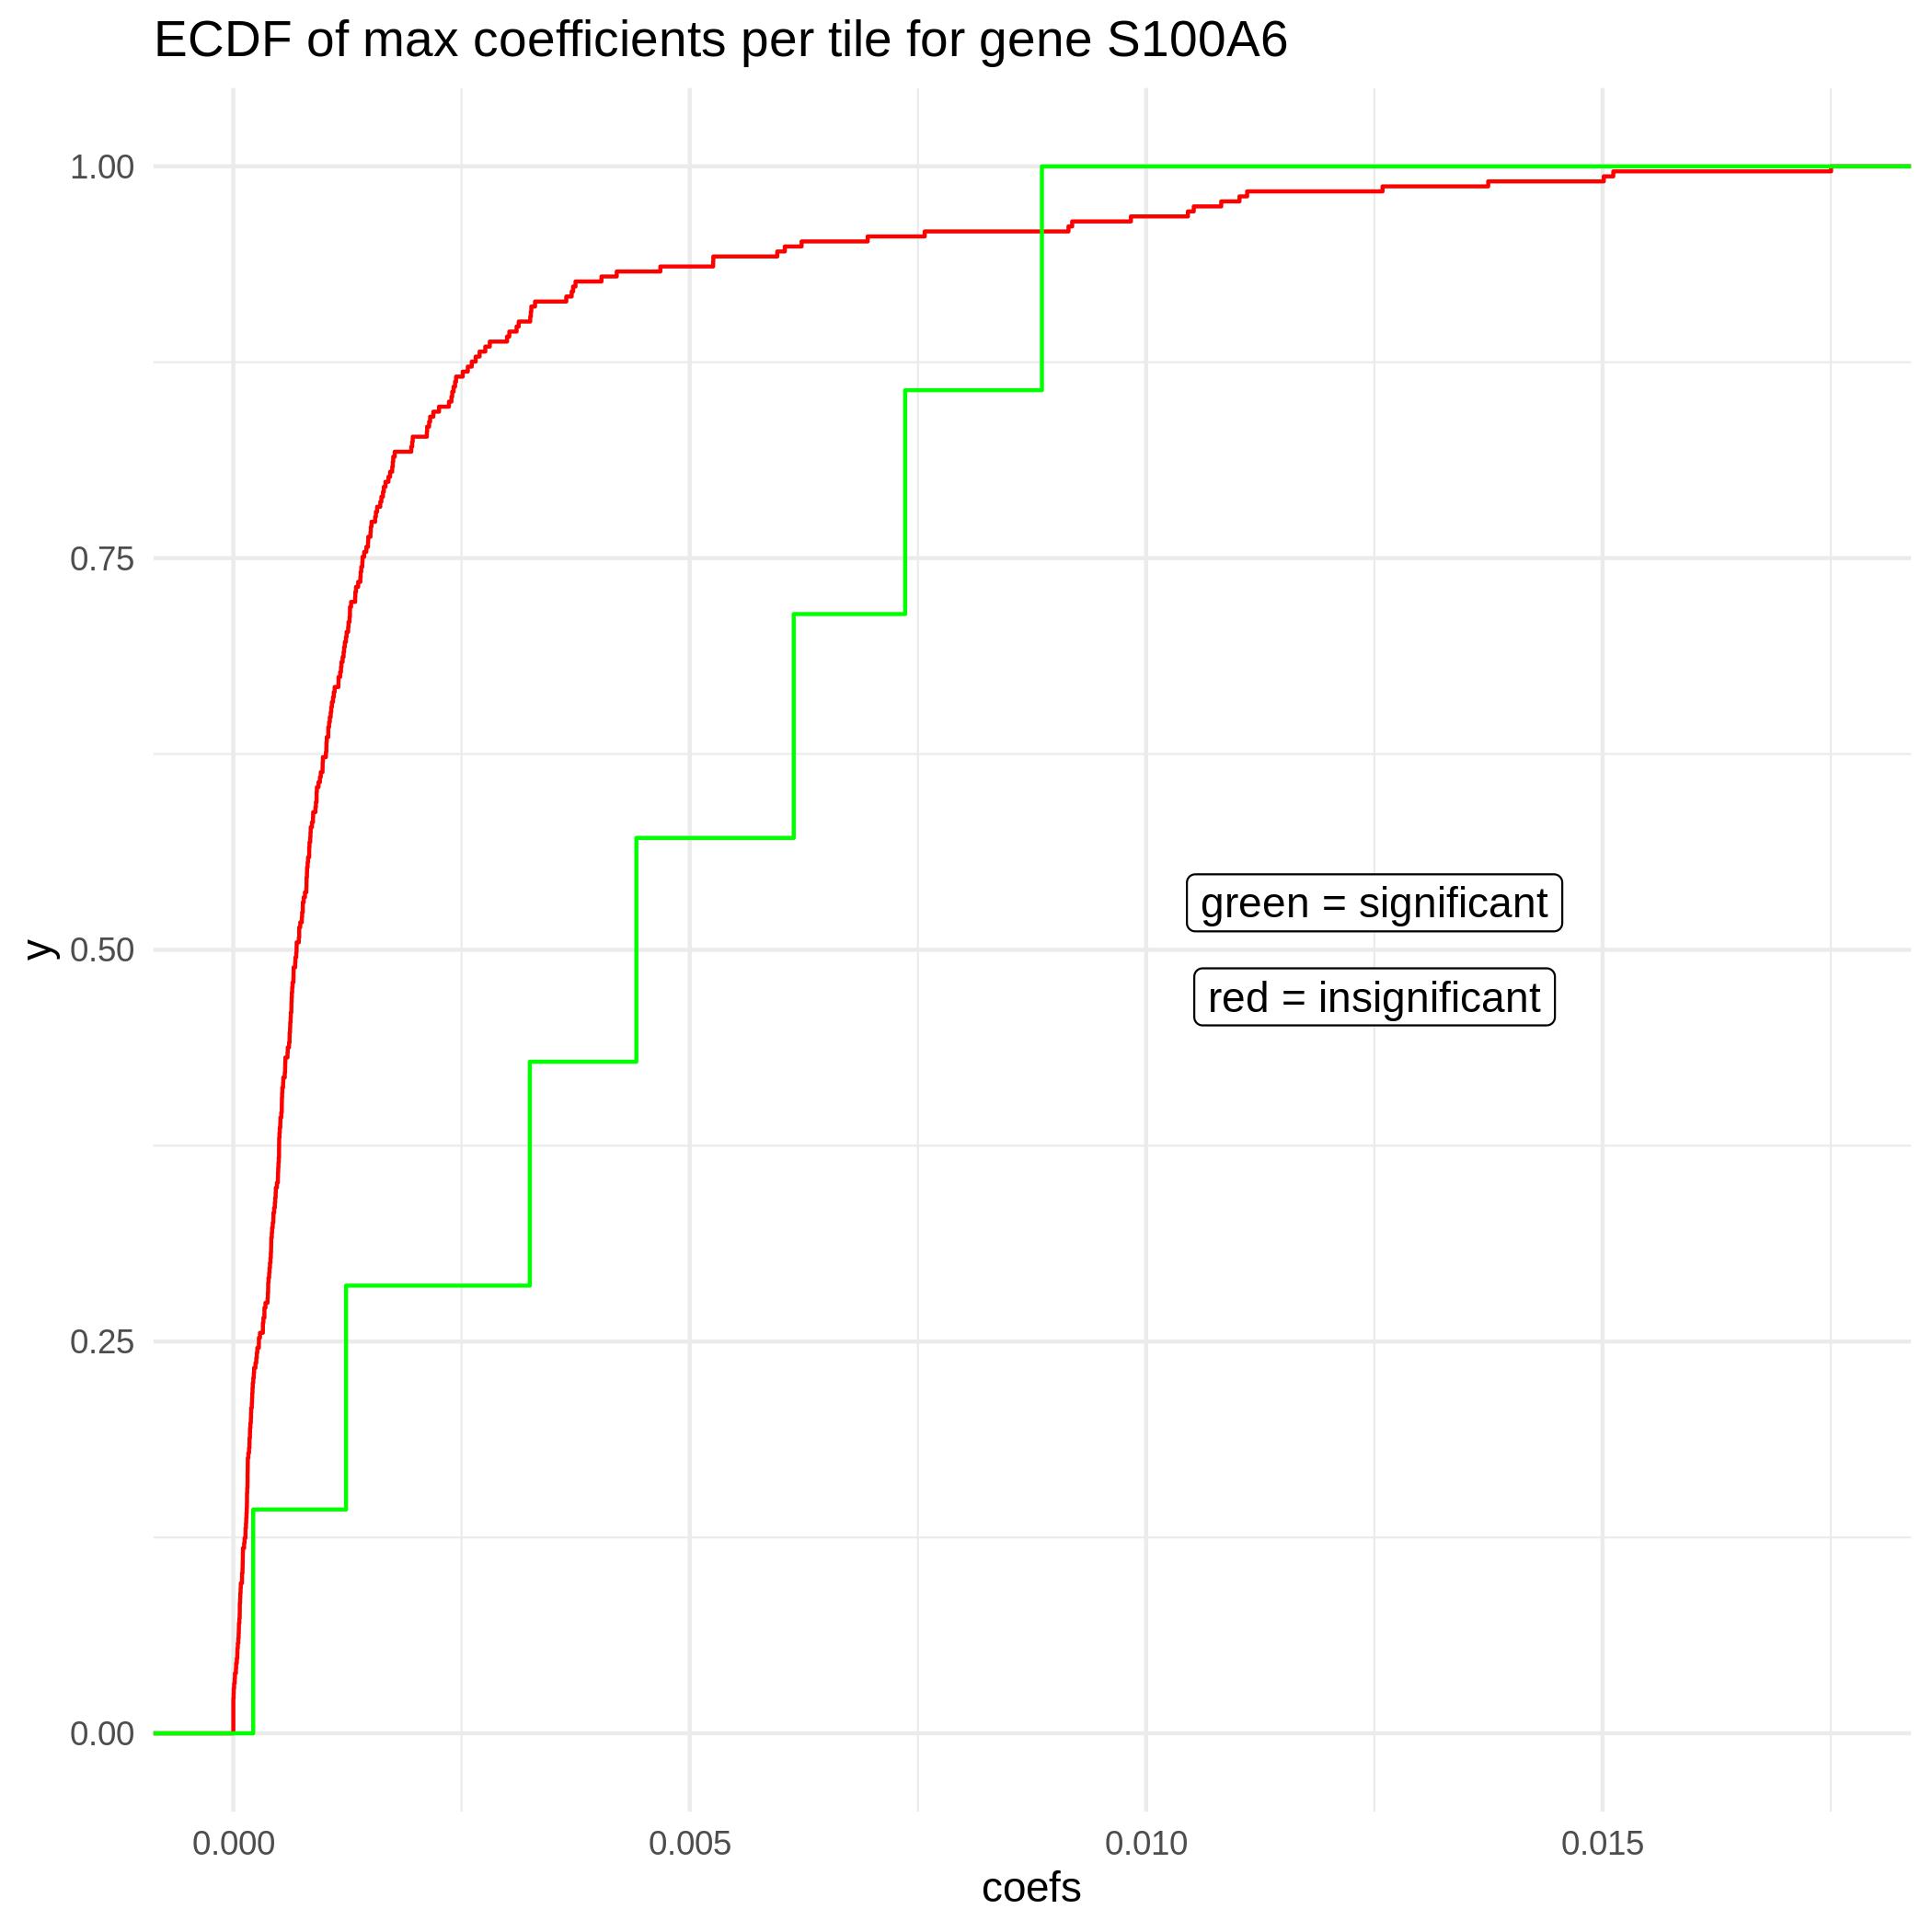 ECDF of max coefficients per tile for gene S100A6
1.00
0.75
0.50
0.25
0.00
y
green = significant
red = insignificant
0.000
0.005
0.010
0.015
coefs